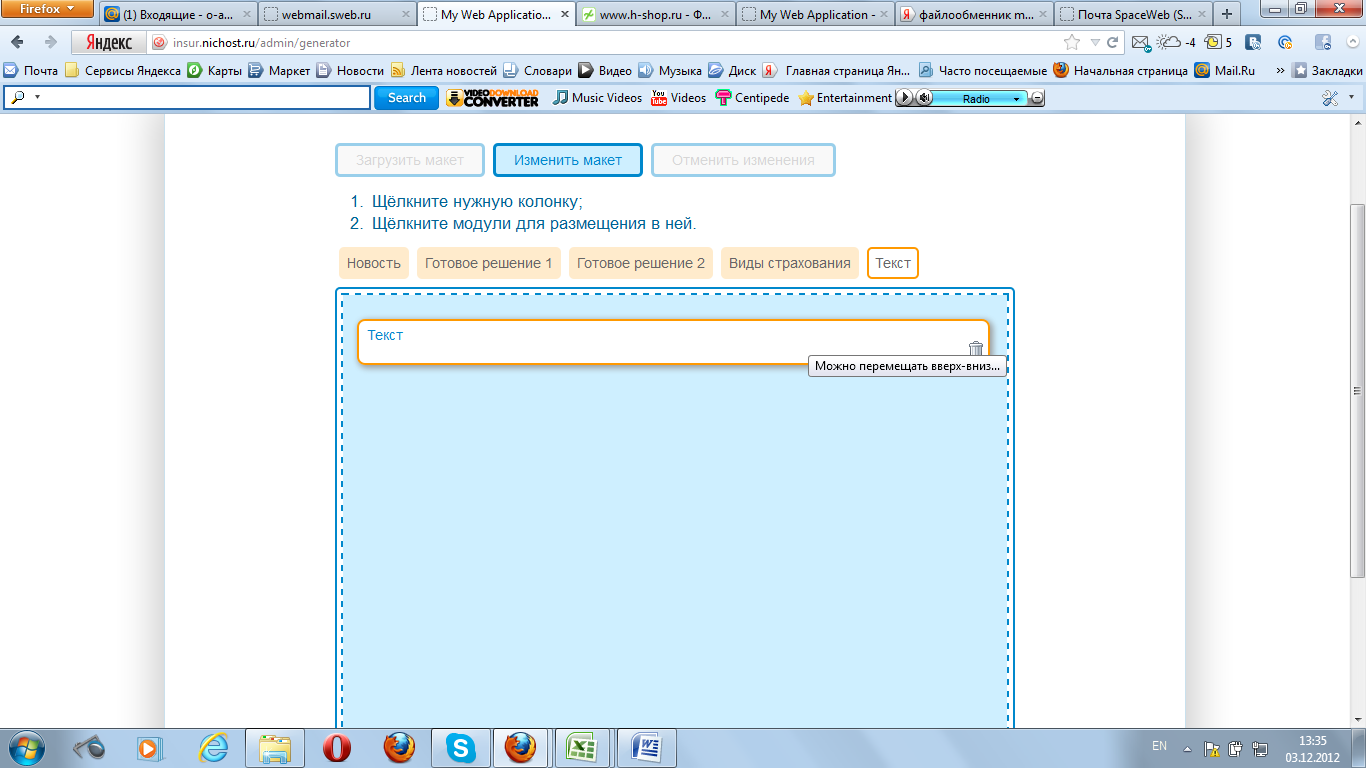 Firefox
(1) Входящие - o-a...
webmail.sweb.ru
My Web Applicatio...
www.h-shop.ru - Ф...
My Web Application -
файлообменник m...
Почта SpaceWeb (S...
Яндекс
insur.nichost.ru/admin/generator
-4
5
Почта
Сервисы Яндекса
Карты
Маркет
Новости
Лента новостей
Словари
Видео
Музыка
Диск
Главная страница Ян...
Часто посещаемые
Начальная страница
Mail.Ru
»
Закладки
Search
VIDEODOWNLOAD
CONVERTER
Music Videos
You
Tube
Videos
Centipede
Entertainment
Radio
Загрузить макет
Изменить макет
Отменить изменения
1. Щёлкните нужную колонку;
2. Щёлкните модули для размещения в ней.
Новость
Готовое решение 1
Готовое решение 2
Виды страхования
Текст
Текст
Можно перемещать вверх-вниз...
EN
13:35
03.12.2012